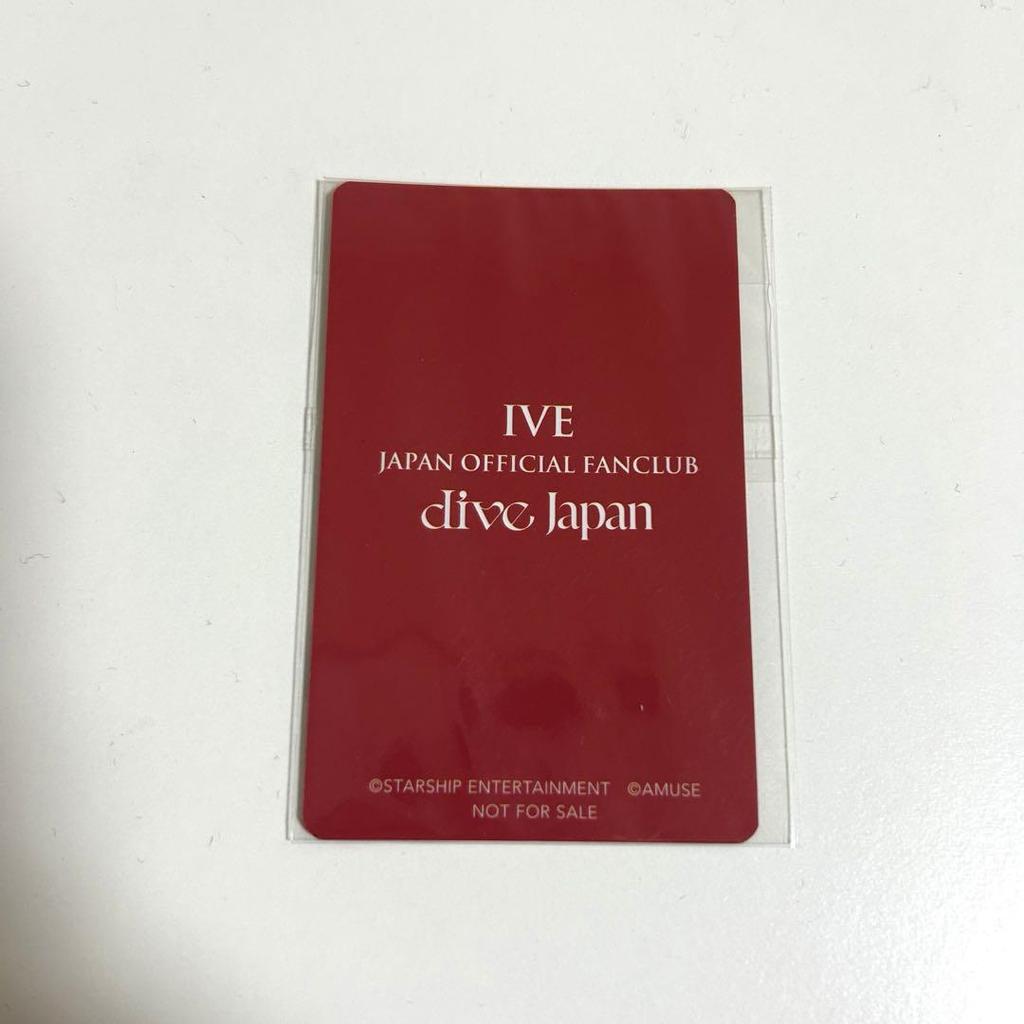 IVE
JAPAN OFFICIAL FANCLUB
dive Japan
©STARSHIP ENTERTAINMENT ©AMUSE
NOT FOR SALE